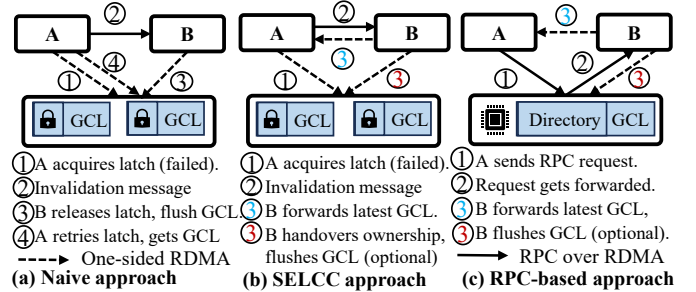 ② ② ③
A B A B A B
④ ③ ① ②
① ③ ① ③ ③
GCL GCL GCL GCL Directory GCL
①A acquires latch (failed). ①A acquires latch (failed). ①A sends RPC request.
②Invalidation message ②Invalidation message ②Request gets forwarded.
③B releases latch, flush GCL. ③B forwards latest GCL. ③B forwards latest GCL,
④A retries latch, gets GCL ③B handovers ownership, flushes GCL (optional) ③B flushes GCL (optional).
One-sided RDMA RPC over RDMA
(a) Naive approach (b) SELCC approach (c) RPC-based approach